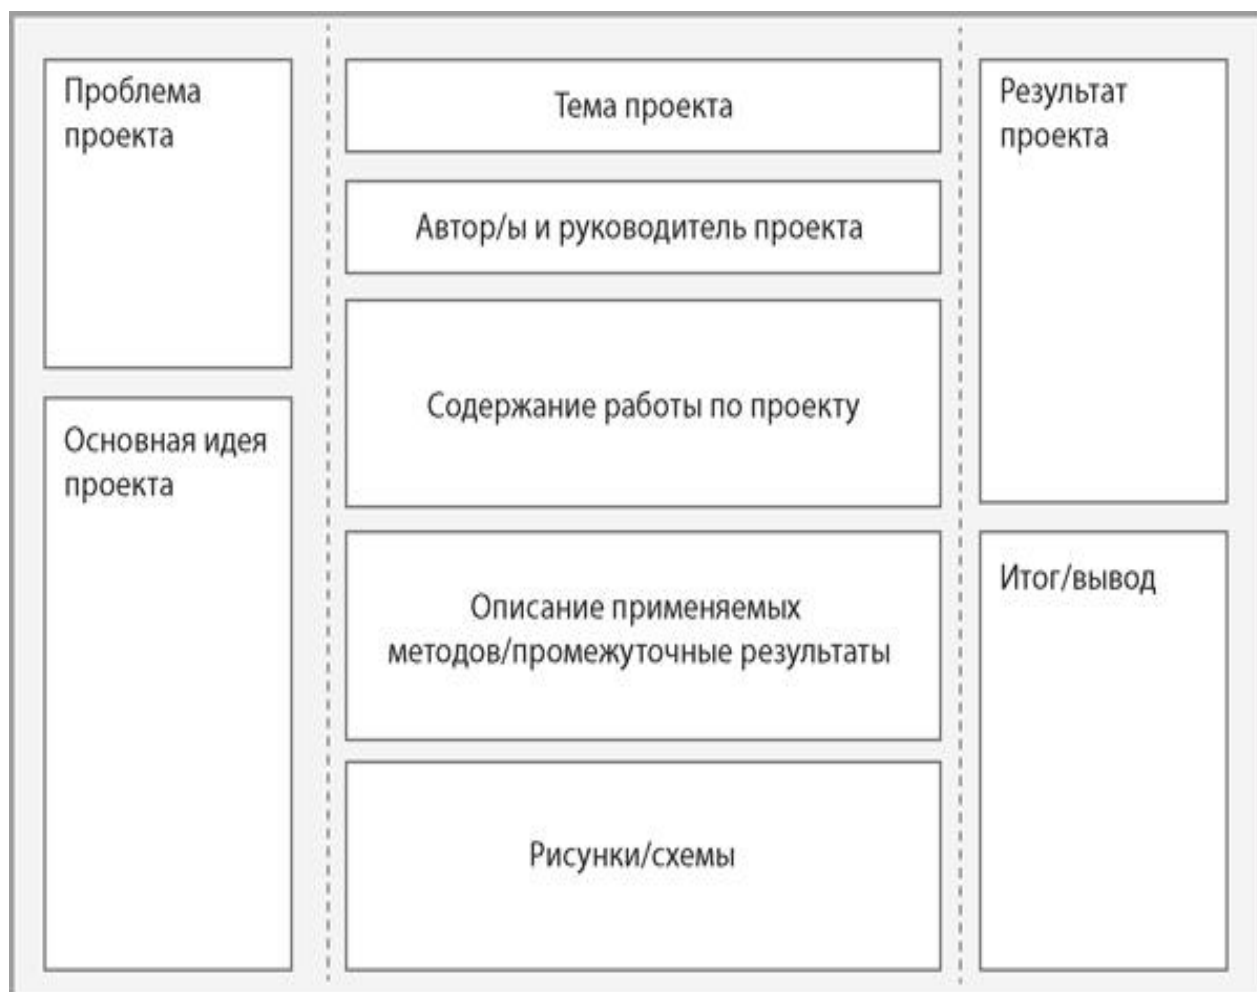 Проблема
проекта
Основная идея
проекта
Тема проекта
Автор/ы и руководитель проекта
Содержание работы по проекту
Описание применяемых
методов/промежуточные результаты
Рисунки/схемы
Результат
проекта
Итог/вывод